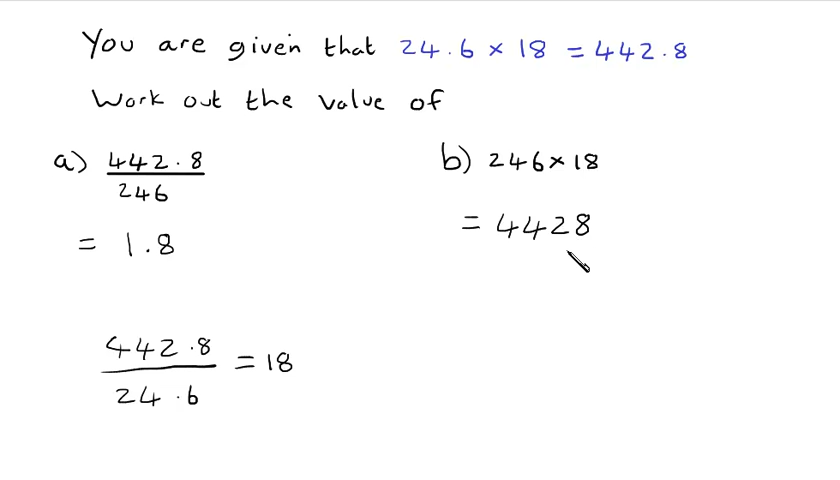 You are given that 24.6 × 18 = 442.8
Work out the value of
a) 442.8
246
= 1.8
b) 246 × 18
= 4428
442.8
24.6
= 18